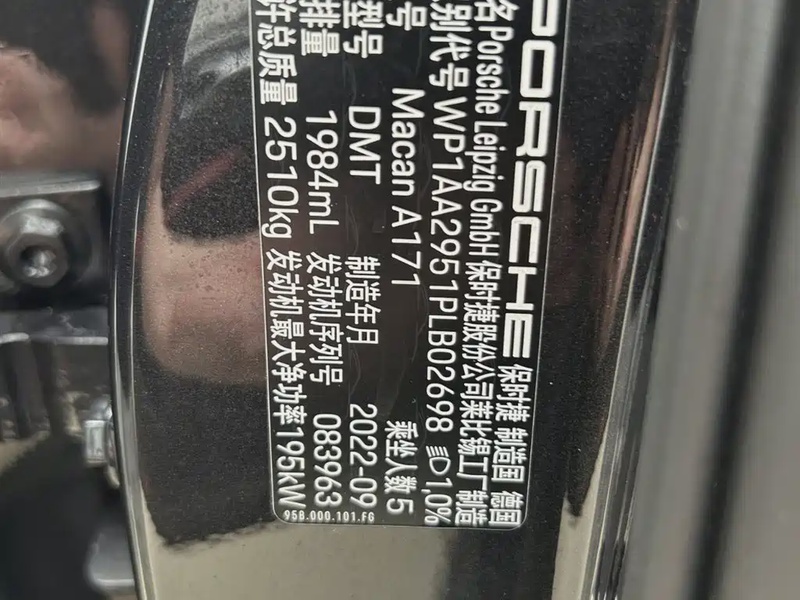 PORSCHE 保时捷 制造国 德国
名 Porsche Leipzig GmbH 保时捷股份公司莱比锡工厂 制造
别代号 WP1AA2951PLB02698 1,0%
号 Macan A171 乘坐人数 5
型号 DMT 制造年月 2022-09
排量 1984mL 发动机序列号 083963
许总质量 2510kg 发动机最大净功率 195kW
958.000.101.FG